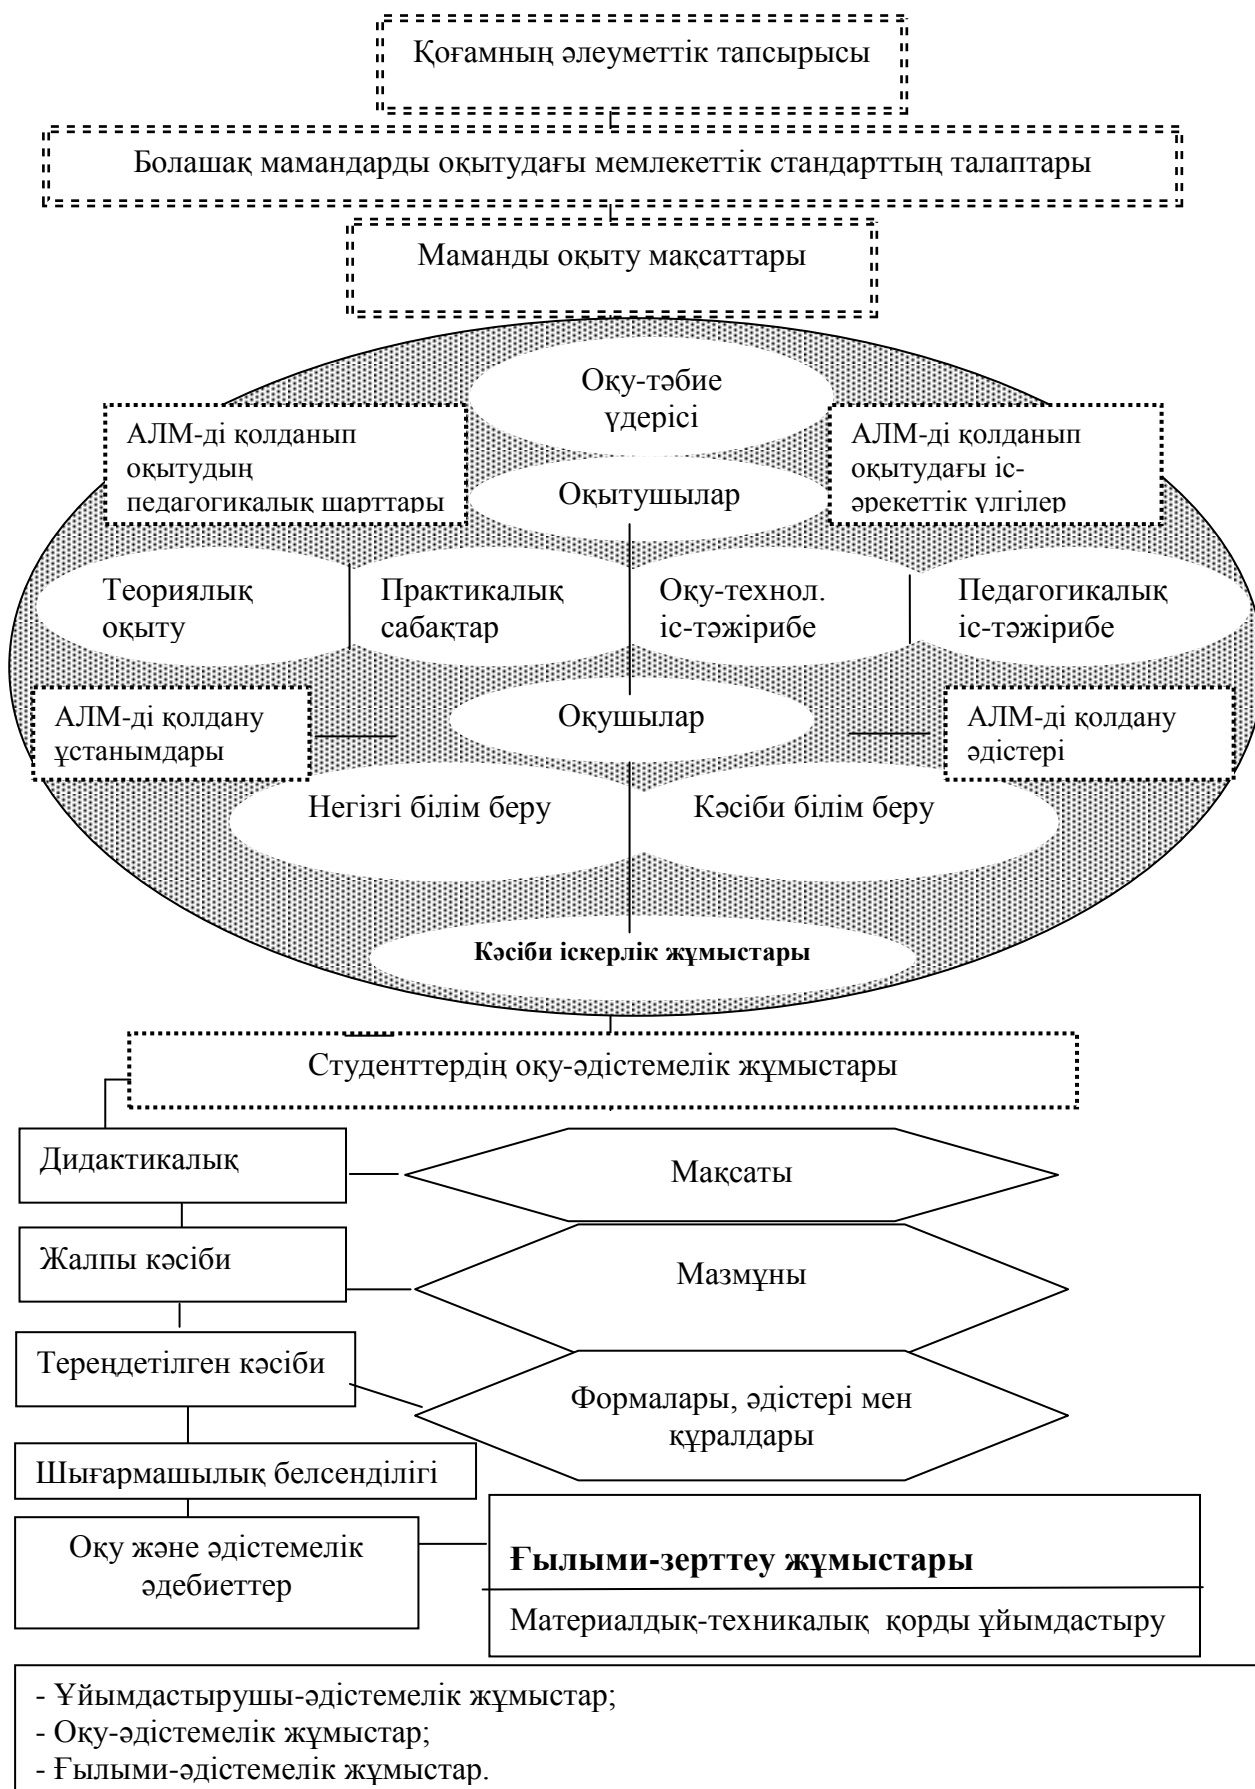 Қоғамның әлеуметтік тапсырысы
Болашақ мамандарды оқытудағы мемлекеттік стандарттың талаптары
Маманды оқыту мақсаттары
Оқу-тәбие
үдерісі
АЛМ-ді қолданып
оқытудың
педагогикалық шарттары
АЛМ-ді қолданып
оқытудағы іс-
әрекеттік үлгілер
Оқытушылар
Теориялық
оқыту
Практикалық
сабақтар
Оқу-технол.
іс-тәжірибе
Педагогикалық
іс-тәжірибе
АЛМ-ді қолдану
ұстанымдары
Оқушылар
АЛМ-ді қолдану
әдістері
Негізгі білім беру
Кәсіби білім беру
Кәсіби іскерлік жұмыстары
Студенттердің оқу-әдістемелік жұмыстары
Дидактикалық
Мақсаты
Жалпы кәсіби
Мазмұны
Тереңдетілген кәсіби
Формалары, әдістері мен
құралдары
Шығармашылық белсенділігі
Оқу және әдістемелік
әдебиеттер
Ғылыми-зерттеу жұмыстары
Материалдық-техникалық қорды ұйымдастыру
- Ұйымдастырушы-әдістемелік жұмыстар;
- Оқу-әдістемелік жұмыстар;
- Ғылыми-әдістемелік жұмыстар.